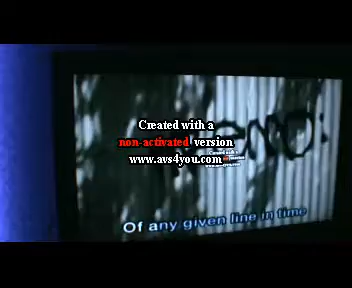 Created with a
non-activated version
www.avs4you.com
Of any given line in time